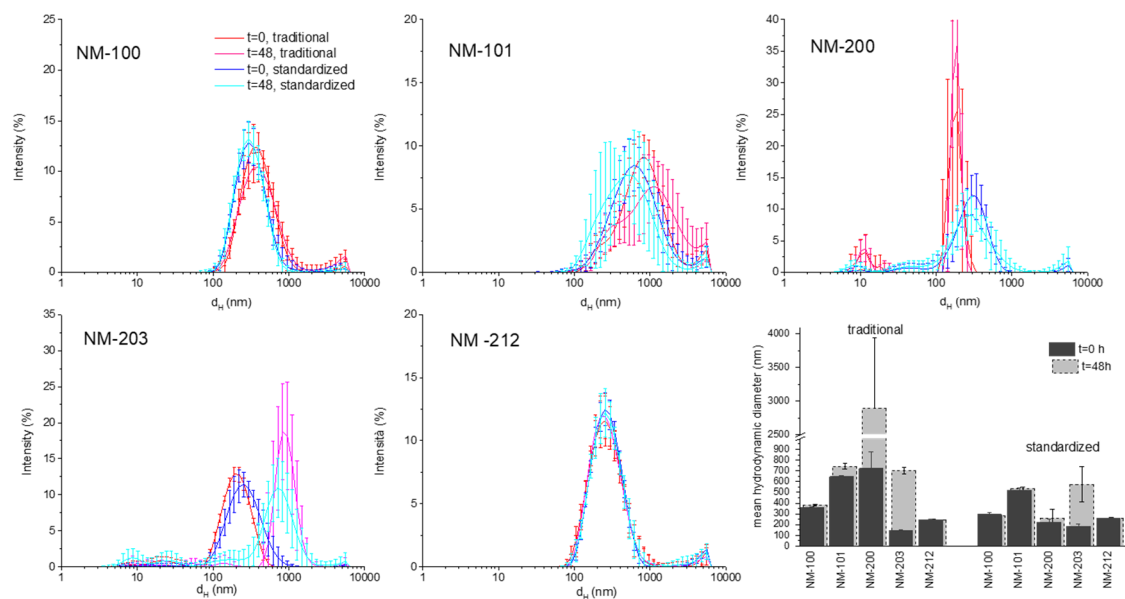 NM-100
t=0, traditional
t=48, traditional
t=0, standardized
t=48, standardized
Intensity (%)
25
20
15
10
5
0
1 10 100 1000 10000
d_H (nm)
NM-101
Intensity (%)
20
15
10
5
0
1 10 100 1000 10000
d_H (nm)
NM-200
Intensity (%)
40
35
30
25
20
15
10
5
0
1 10 100 1000 10000
d_H (nm)
NM-203
Intensity (%)
35
30
25
20
15
10
5
0
1 10 100 1000 10000
d_H (nm)
NM -212
Intensità (%)
20
15
10
5
0
1 10 100 1000 10000
d_H (nm)
traditional
t=0 h
t=48h
standardized
mean hydrodynamic diameter (nm)
4000
3500
3000
2500
900
800
700
600
500
400
300
200
100
0
NM-100
NM-101
NM-200
NM-203
NM-212
NM-100
NM-101
NM-200
NM-203
NM-212